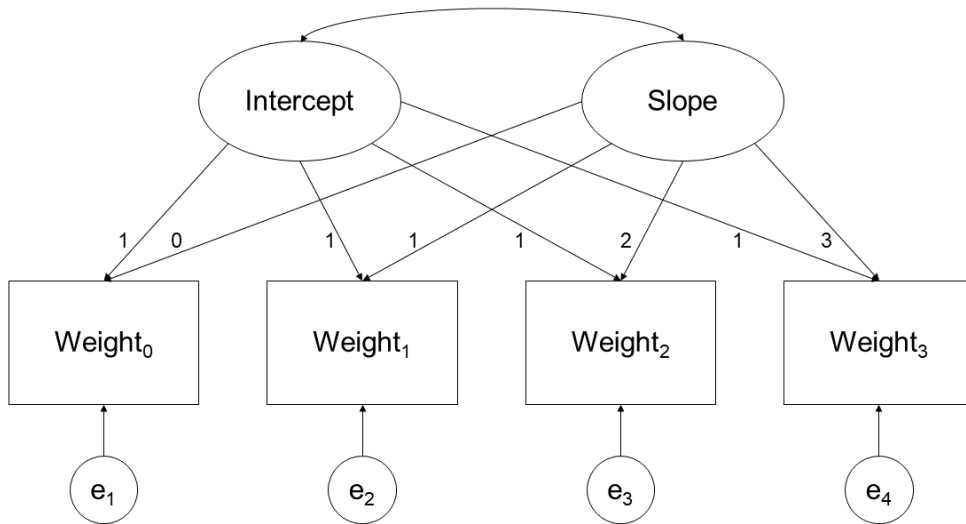 Intercept Slope
1 0 1 1 1 2 1 3
Weight₀ Weight₁ Weight₂ Weight₃
e₁ e₂ e₃ e₄